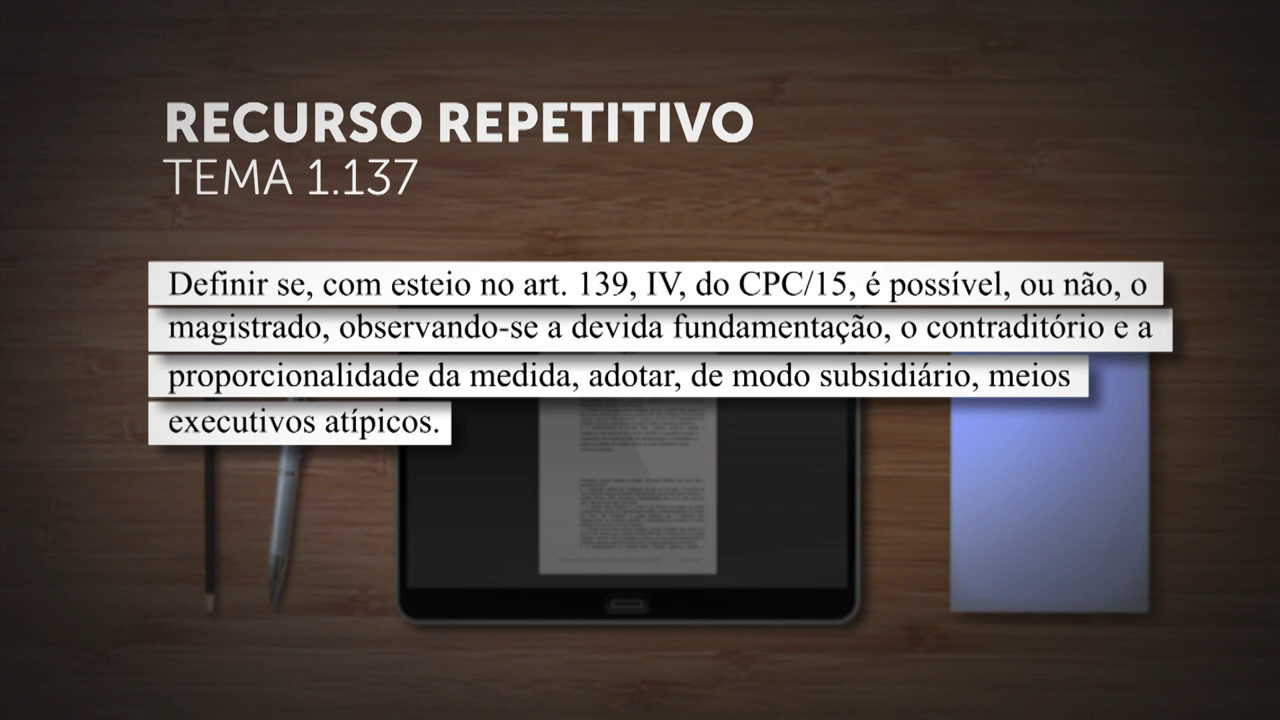 RECURSO REPETITIVO
TEMA 1.137
Definir se, com esteio no art. 139, IV, do CPC/15, é possível, ou não, o
magistrado, observando-se a devida fundamentação, o contraditório e a
proporcionalidade da medida, adotar, de modo subsidiário, meios
executivos atípicos.